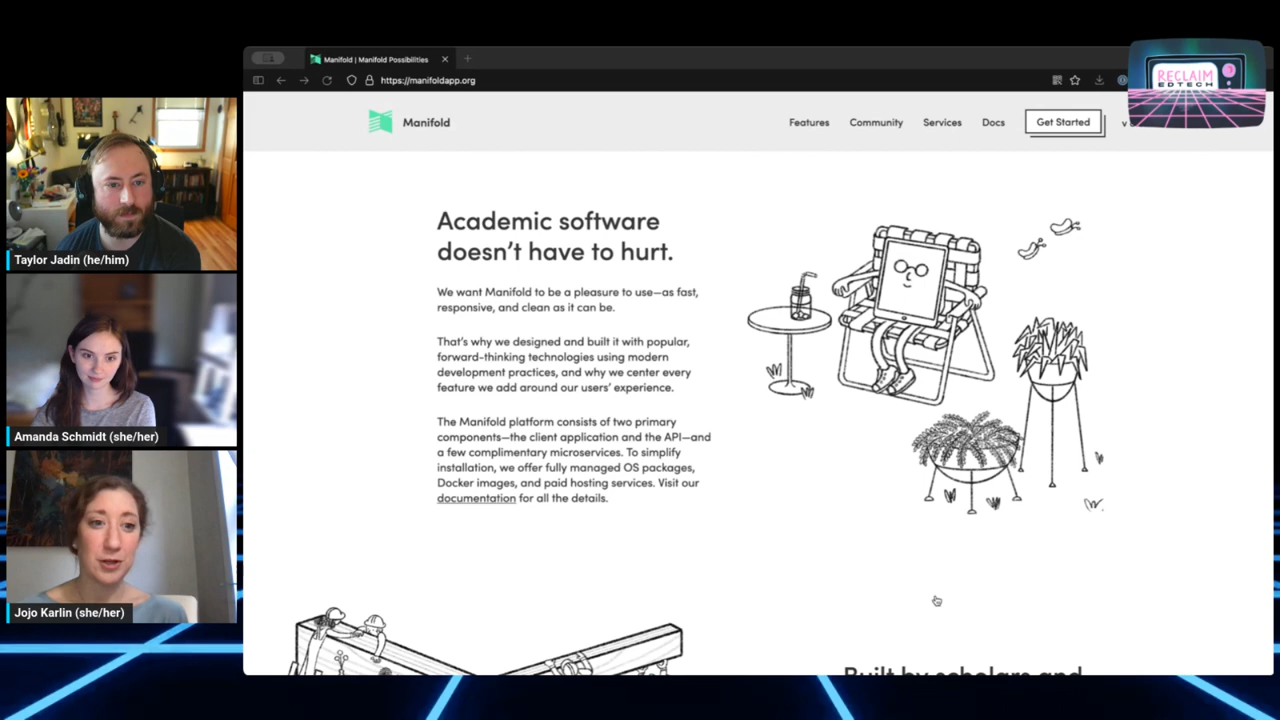 Manifold | Manifold Possibilities
https://manifoldapp.org
RECLAIM
EDTECH
Manifold
Features
Community
Services
Docs
Get Started
v
Academic software
doesn’t have to hurt.
We want Manifold to be a pleasure to use—as fast,
responsive, and clean as it can be.
That’s why we designed and built it with popular,
forward-thinking technologies using modern
development practices, and why we center every
feature we add around our users’ experience.
The Manifold platform consists of two primary
components—the client application and the API—and
a few complimentary microservices. To simplify
installation, we offer fully managed OS packages,
Docker images, and paid hosting services. Visit our
documentation for all the details.
Built by scholars and
Taylor Jadin (he/him)
Amanda Schmidt (she/her)
Jojo Karlin (she/her)